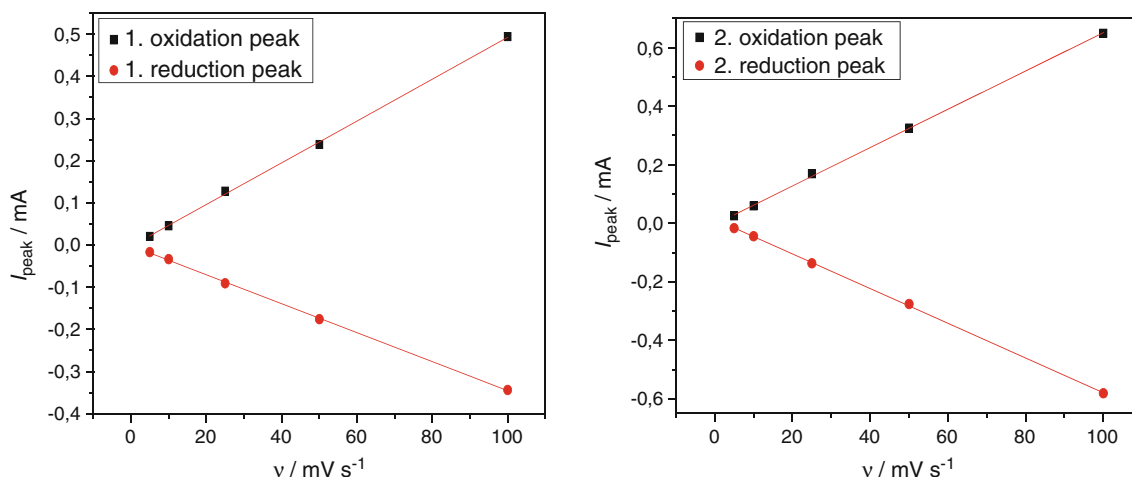 1. oxidation peak
1. reduction peak
0,5
0,4
0,3
0,2
0,1
0,0
-0,1
-0,2
-0,3
-0,4
I_peak / mA
0 20 40 60 80 100
ν / mV s⁻¹
2. oxidation peak
2. reduction peak
0,6
0,4
0,2
0,0
-0,2
-0,4
-0,6
I_peak / mA
0 20 40 60 80 100
ν / mV s⁻¹